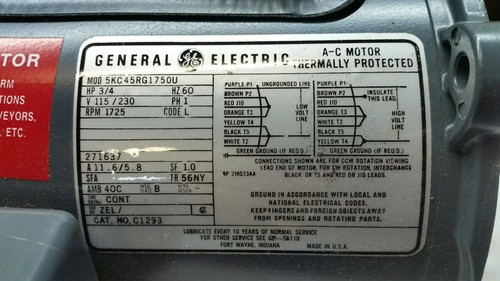 OTOR
RM
TIONS
VEYORS,
, ETC.
GENERAL GE ELECTRIC
A-C MOTOR
THERMALLY PROTECTED
MOD 5KC45RG1750U
HP 3/4 HZ 60
V 115/230 PH 1
RPM 1725 CODE L
271637
A 11.6/5.8 SF 1.0
SFA FR 56NY
AMB 40C B
CONT
ZEL/
CAT. NO. C1293
PURPLE P1 UNGROUNDED LINE
BROWN P2
RED J10
ORANGE T3
YELLOW T4
BLACK T5
WHITE T2
LOW VOLT LINE
GREEN GROUND (IF REQ'D.)
PURPLE P1
BROWN P2
RED J10
ORANGE T3
YELLOW T4
BLACK T5
WHITE T2
INSULATE THIS LEAD
HIGH VOLT LINE
GREEN GROUND (IF REQ'D.)
CONNECTIONS SHOWN ARE FOR CCW ROTATION VIEWING
LEAD END OF MOTOR. FOR CW ROTATION, INTERCHANGE
BLACK T5 AND RED J10 LEADS.
GROUND IN ACCORDANCE WITH LOCAL AND
NATIONAL ELECTRICAL CODES.
KEEP FINGERS AND FOREIGN OBJECTS AWAY
FROM OPENINGS AND ROTATING PARTS.
LUBRICATE EVERY 10 YEARS OF NORMAL SERVICE
FOR OTHER SERVICE SEE
FORT WAYNE, INDIANA MADE IN U.S.A.